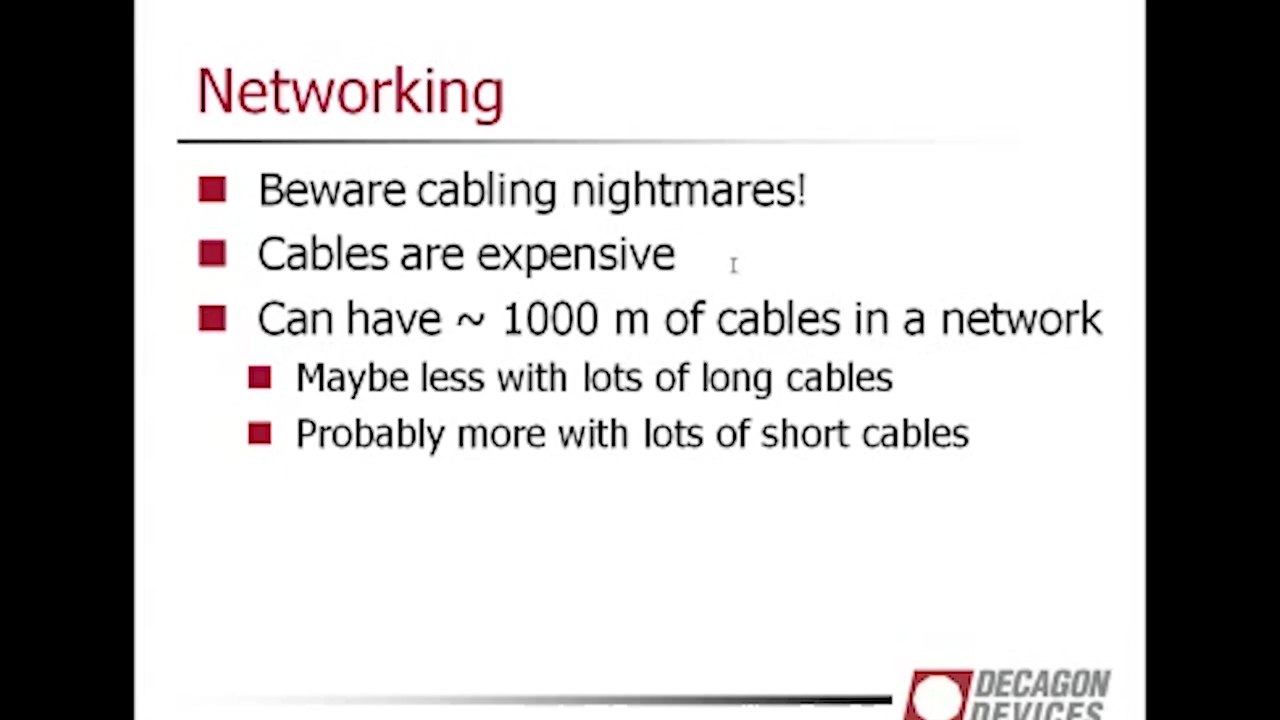 Networking
Beware cabling nightmares!
Cables are expensive
Can have ~ 1000 m of cables in a network
Maybe less with lots of long cables
Probably more with lots of short cables
DECAGON
DEVICES